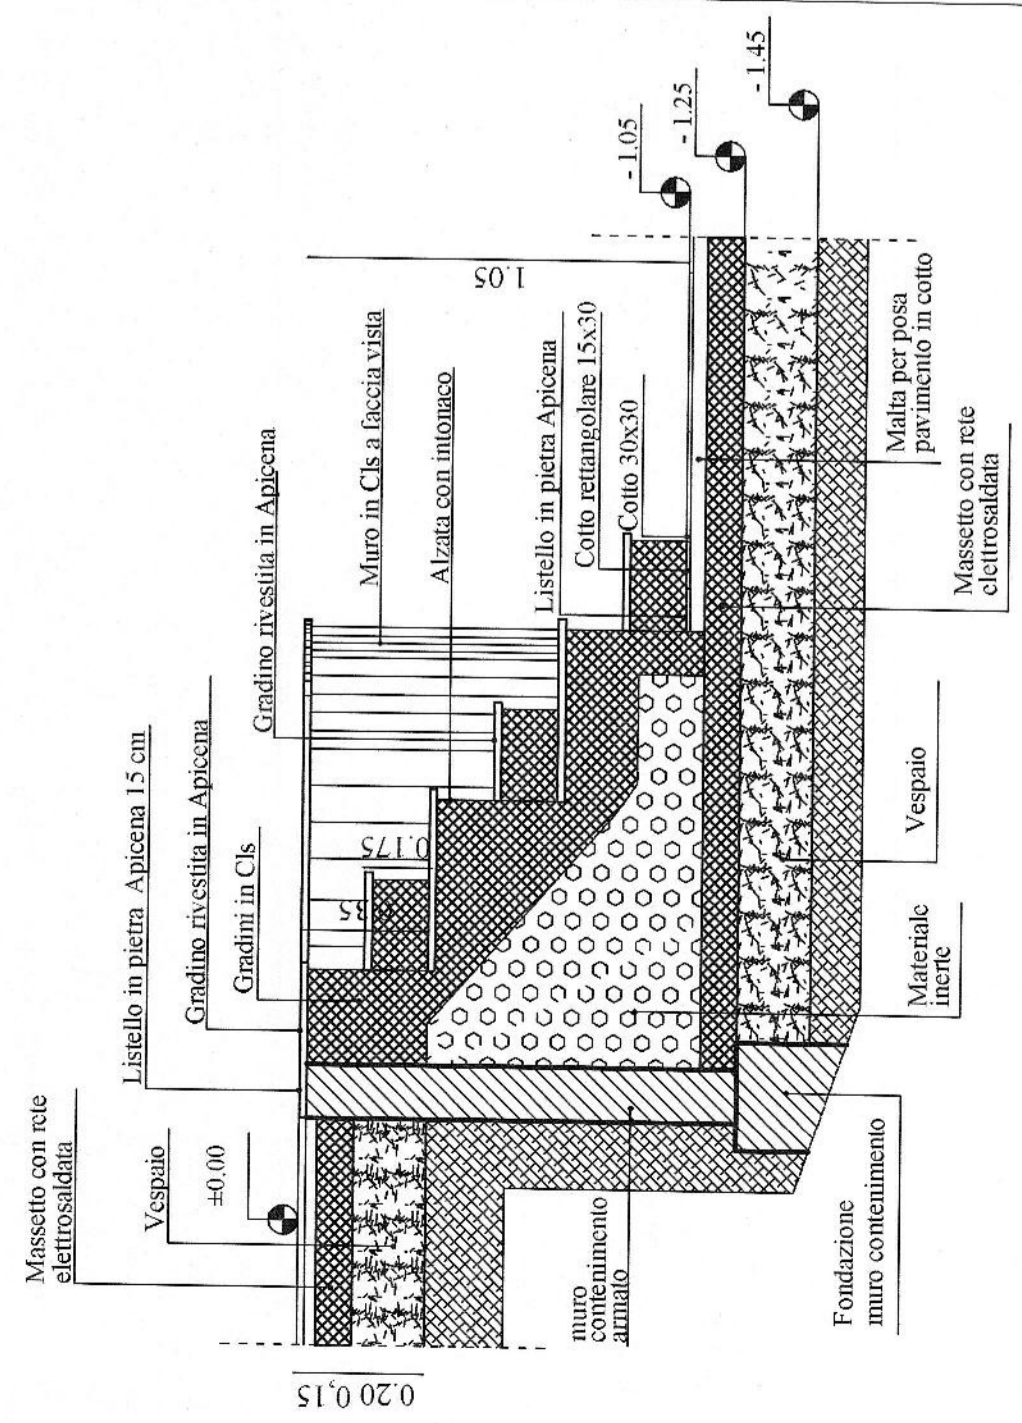 Massetto con rete
elettrosaldata
Vespaio
±0.00
Listello in pietra Apicena 15 cm
Gradino rivestita in Apicena
Gradini in Cls
Gradino rivestita in Apicena
Muro in Cls a faccia vista
Alzata con intonaco
Listello in pietra Apicena
Cotto rettangolare 15x30
Cotto 30x30
1.05
- 1.05
- 1.25
- 1.45
0.175
0.20 0,15
muro
contenimento
armato
Fondazione
muro contenimento
Materiale
inerte
Vespaio
Massetto con rete
elettrosaldata
Malta per posa
pavimento in cotto